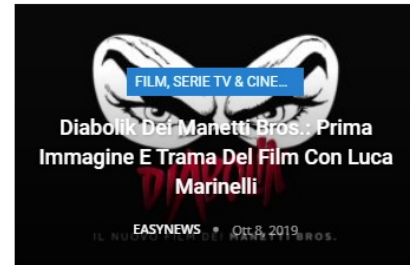 FILM, SERIE TV & CINE...
Diabolik Dei Manetti Bros.: Prima
Immagine E Trama Del Film Con Luca
Marinelli
DIABOLIK
EASYNEWS • Ott 8, 2019
IL NUOVO FILM DEI MANETTI BROS.